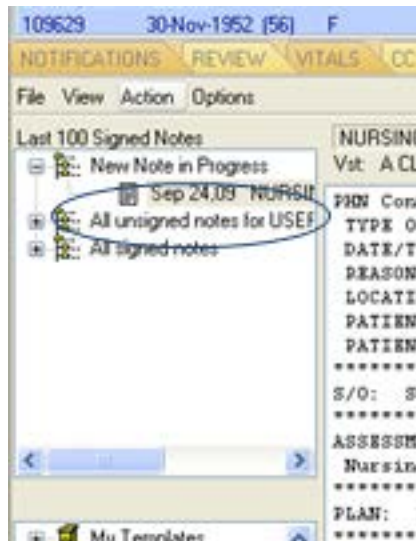 109629 30-Nov-1952 (56) F
NOTIFICATIONS REVIEW VITALS CC
File View Action Options
Last 100 Signed Notes
New Note in Progress
Sep 24,09 NURSIN
All unsigned notes for USER
All signed notes
My Templates
NURSING
Vst: A CL
PHN Con
TYPE O
DATE/T
REASON
LOCATI
PATIEN
PATIEN
*******
S/O: S
*******
ASSESSM
Nursin
*******
PLAN:
*******